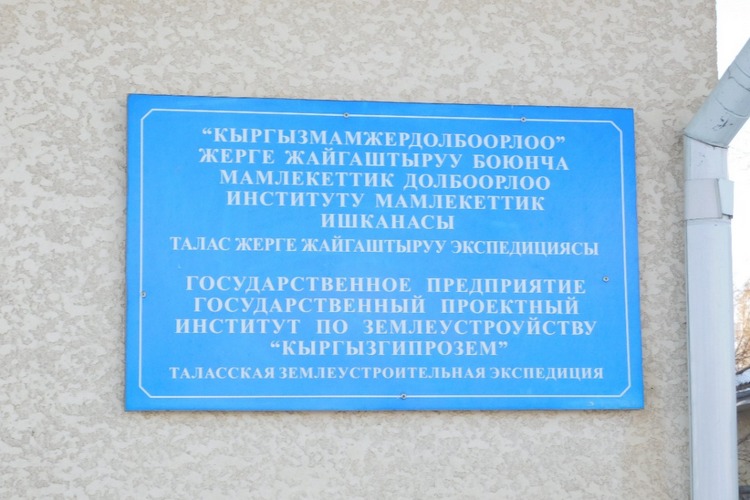 “КЫРГЫЗМАМЖЕРДОЛБООРЛОО”
ЖЕРГЕ ЖАЙГАШТЫРУУ БОЮНЧА
МАМЛЕКЕТТИК ДОЛБООРЛОО
ИНСТИТУТУ МАМЛЕКЕТТИК
ИШКАНАСЫ
ТАЛАС ЖЕРГЕ ЖАЙГАШТЫРУУ ЭКСПЕДИЦИЯСЫ
ГОСУДАРСТВЕННОЕ ПРЕДПРИЯТИЕ
ГОСУДАРСТВЕННЫЙ ПРОЕКТНЫЙ
ИНСТИТУТ ПО ЗЕМЛЕУСТРОУЙСТВУ
“КЫРГЫЗГИПРОЗЕМ”
ТАЛАССКАЯ ЗЕМЛЕУСТРОИТЕЛЬНАЯ ЭКСПЕДИЦИЯ